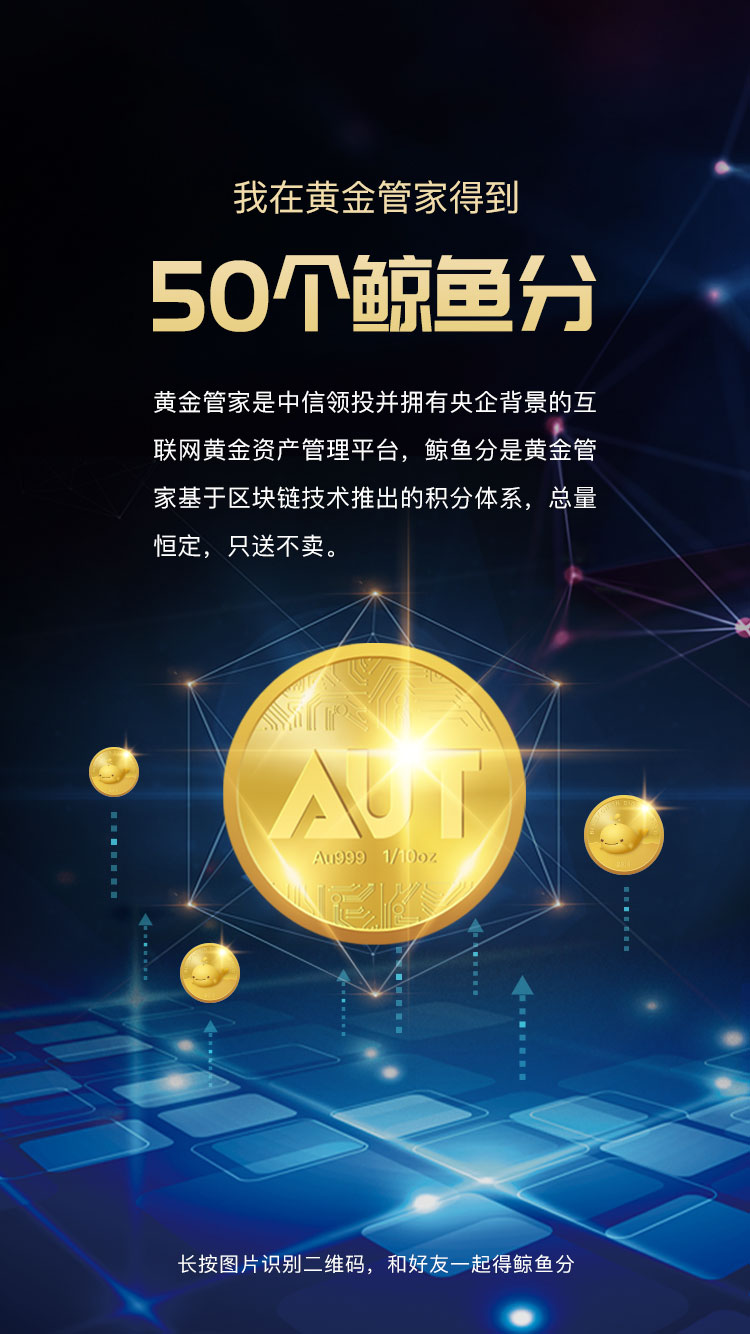 我在黄金管家得到
50个鲸鱼分
黄金管家是中信领投并拥有央企背景的互
联网黄金资产管理平台，鲸鱼分是黄金管
家基于区块链技术推出的积分体系，总量
恒定，只送不卖。
AUT
Au999 1/10oz
长按图片识别二维码，和好友一起得鲸鱼分